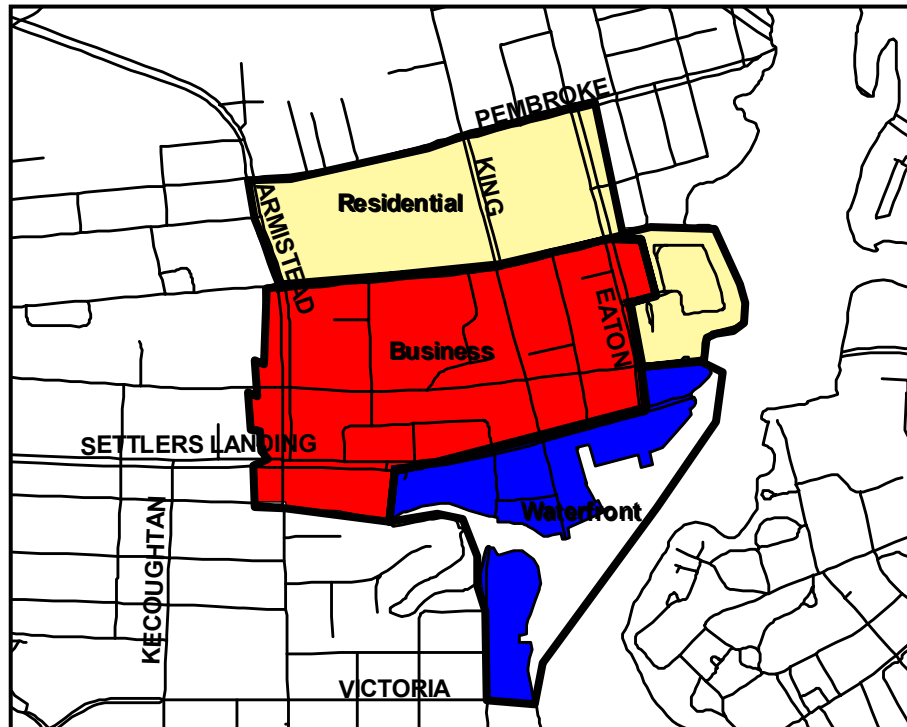 PEMBROKE
KING
Residential
ARMISTEAD
EATON
Business
SETTLERS LANDING
Waterfront
KECOUGHTAN
VICTORIA